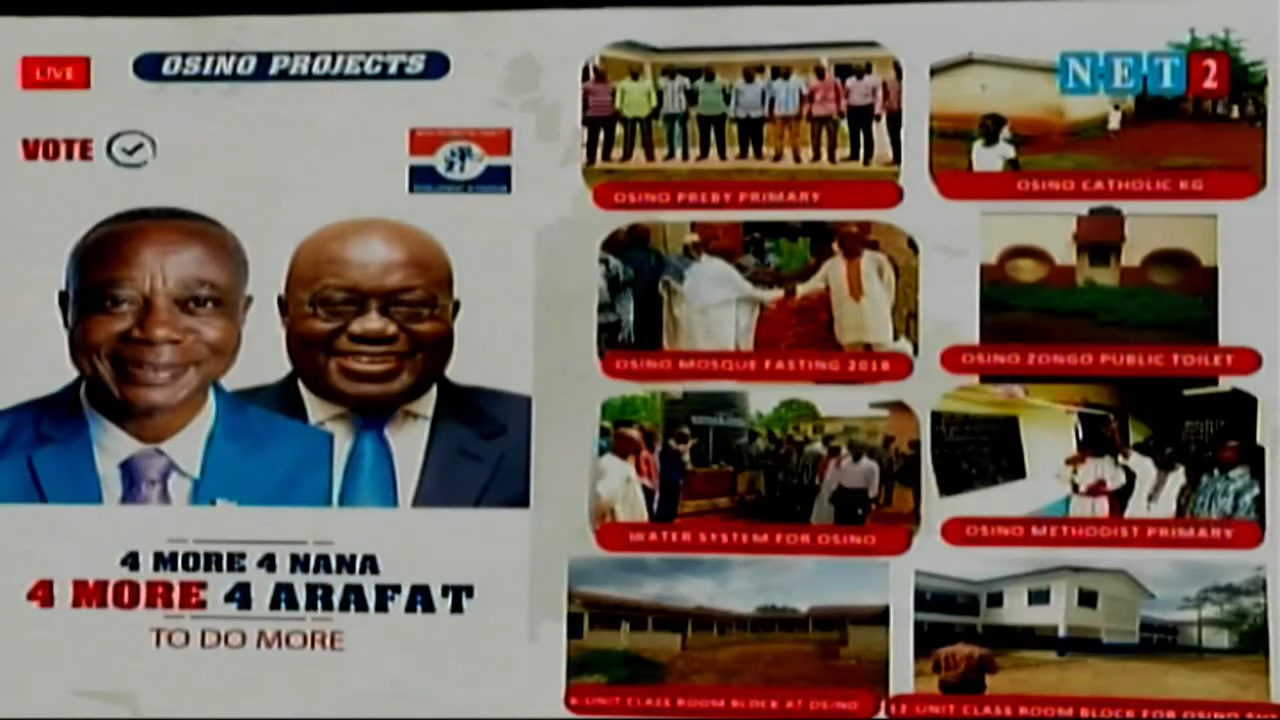 LIVE
OSINO PROJECTS
VOTE
NET2
OSINO PREBY PRIMARY
OSINO CATHOLIC KG
OSINO MOSQUE FASTING 2018
OSINO ZONGO PUBLIC TOILET
WATER SYSTEM FOR OSINO
OSINO METHODIST PRIMARY
4 MORE 4 NANA
4 MORE 4 ARAFAT
TO DO MORE
6-UNIT CLASS ROOM BLOCK AT OSINO
12 UNIT CLASS ROOM BLOCK FOR OSINO